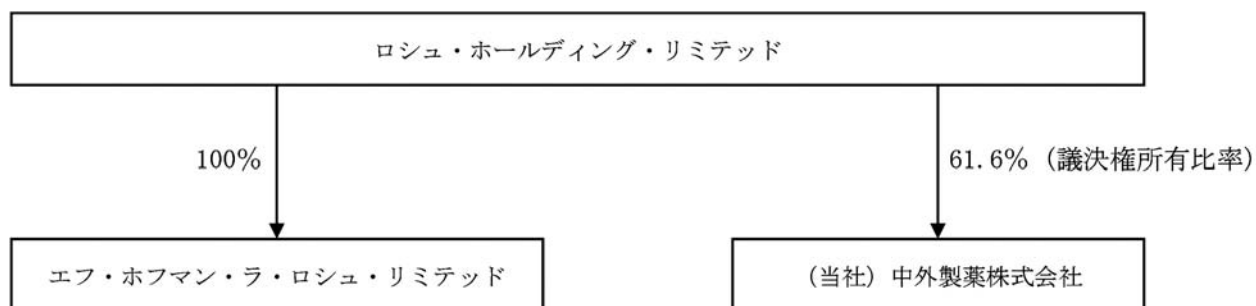 ロシュ・ホールディング・リミテッド
100%
61.6% (議決権所有比率)
エフ・ホフマン・ラ・ロシュ・リミテッド
(当社) 中外製薬株式会社